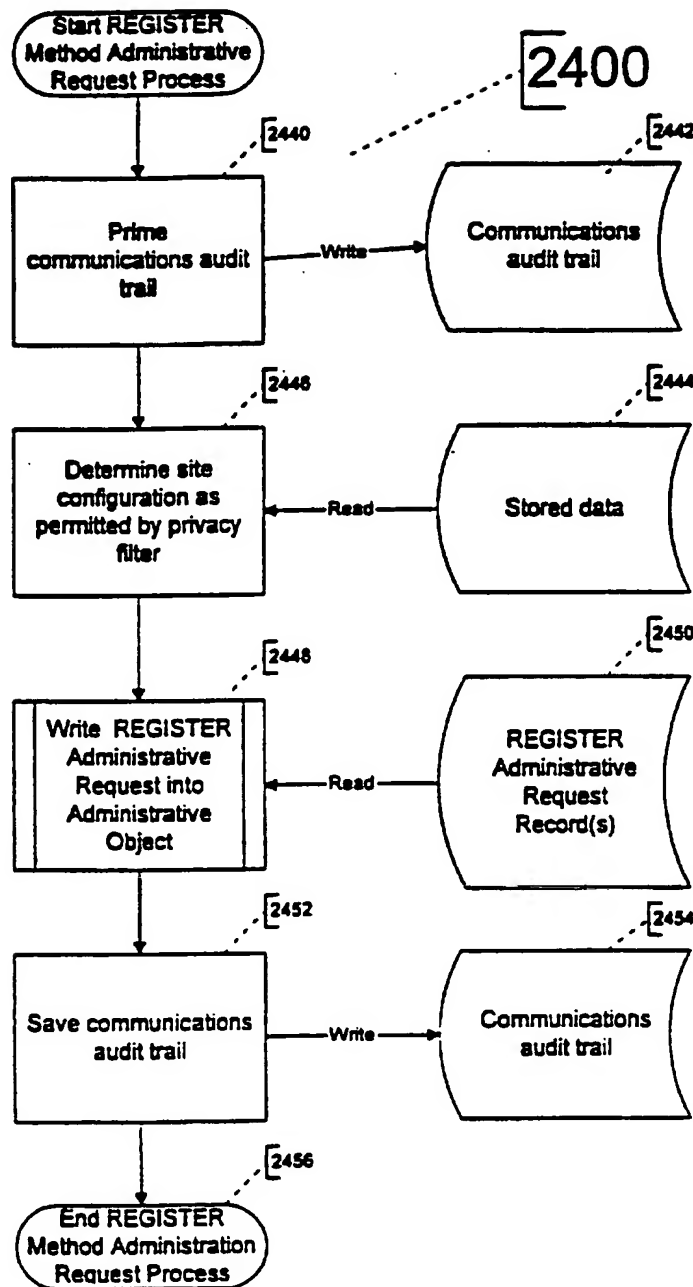 Start REGISTER
Method Administrative
Request Process
2400
2440
2442
Prime
communications audit
trail
Write
Communications
audit trail
2446
2444
Determine site
configuration as
permitted by privacy
filter
Read
Stored data
2448
2450
Write REGISTER
Administrative
Request into
Administrative
Object
Read
REGISTER
Administrative
Request
Record(s)
2452
2454
Save communications
audit trail
Write
Communications
audit trail
2456
End REGISTER
Method Administration
Request Process